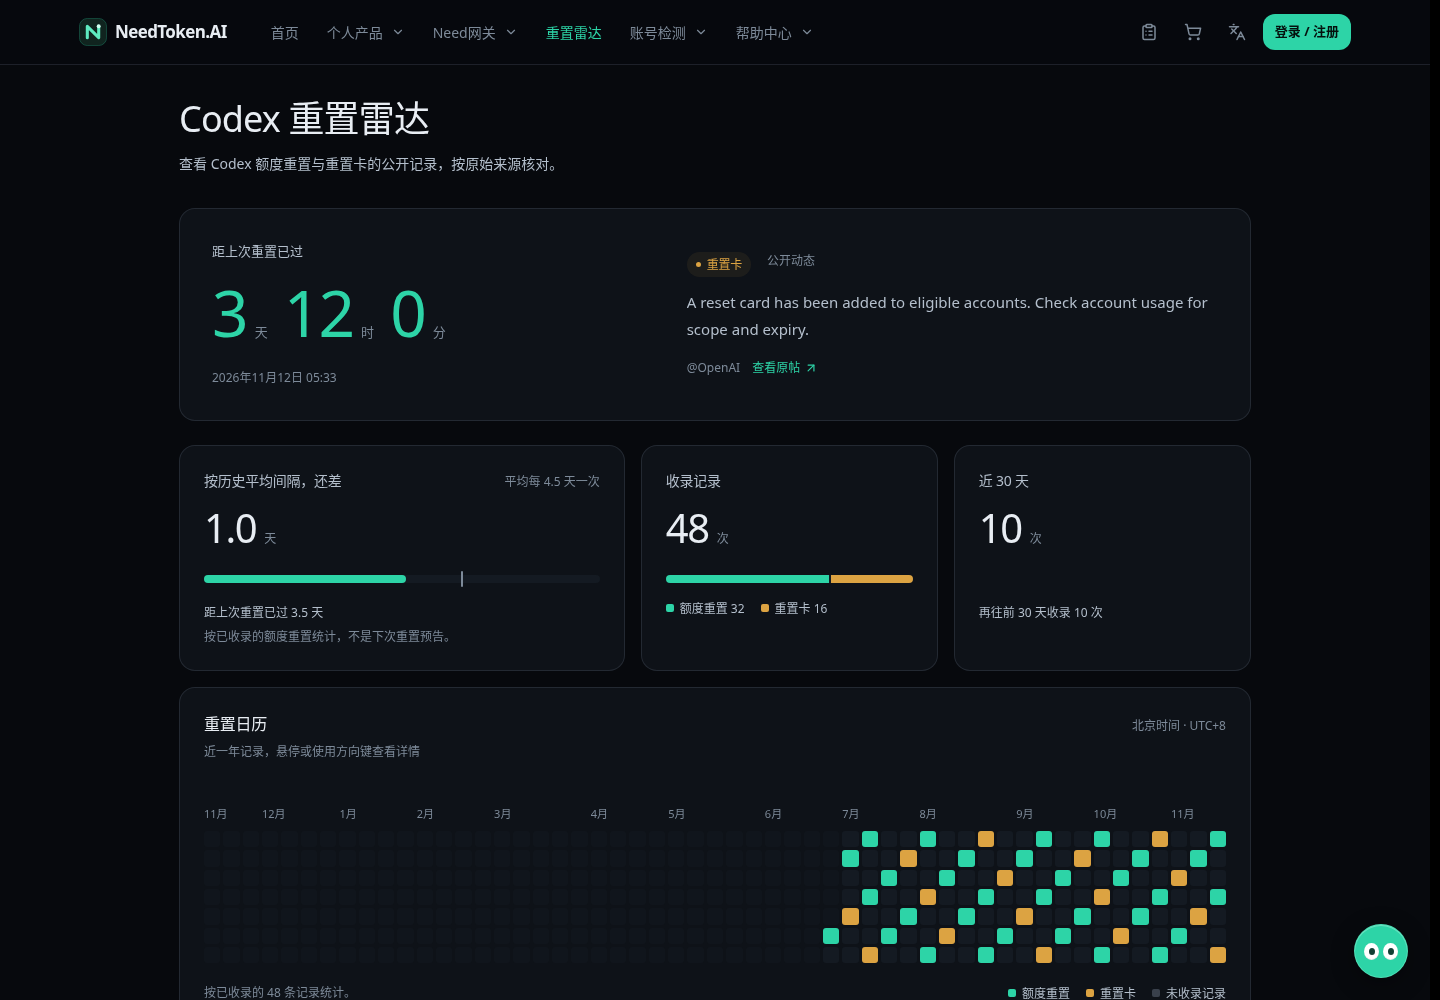 NeedToken.AI 首页 个人产品 Need网关 重置雷达 账号检测 帮助中心 登录 / 注册
Codex 重置雷达
查看 Codex 额度重置与重置卡的公开记录，按原始来源核对。
距上次重置已过
3 天 12 时 0 分
2026年11月12日 05:33
重置卡 公开动态
A reset card has been added to eligible accounts. Check account usage for
scope and expiry.
@OpenAI 查看原帖
按历史平均间隔，还差 平均每 4.5 天一次
1.0 天
距上次重置已过 3.5 天
按已收录的额度重置统计，不是下次重置预告。
收录记录
48 次
额度重置 32 重置卡 16
近 30 天
10 次
再往前 30 天收录 10 次
重置日历 北京时间 · UTC+8
近一年记录，悬停或使用方向键查看详情
11月 12月 1月 2月 3月 4月 5月 6月 7月 8月 9月 10月 11月
按已收录的 48 条记录统计。 额度重置 重置卡 未收录记录